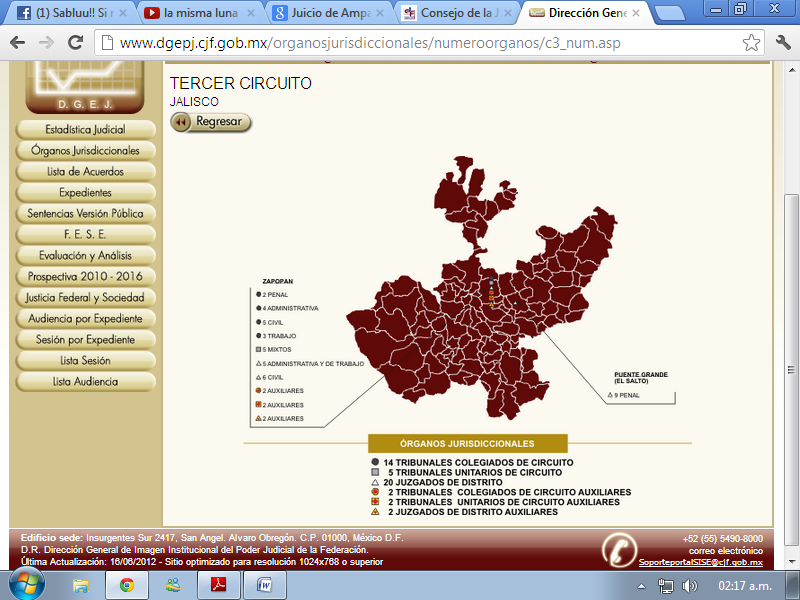 (1) Sabluu!! Si r
la misma luna
Juicio de Ampa
Consejo de la J
Dirección Gene
www.dgepj.cjf.gob.mx/organosjurisdiccionales/numeroorganos/c3_num.asp
D. G. E. J.
Estadística Judicial
Órganos Jurisdiccionales
Lista de Acuerdos
Expedientes
Sentencias Versión Pública
F. E. S. E.
Evaluación y Análisis
Prospectiva 2010 - 2016
Justicia Federal y Sociedad
Audiencia por Expediente
Sesión por Expediente
Lista Sesión
Lista Audiencia
TERCER CIRCUITO
JALISCO
Regresar
ZAPOPAN
2 PENAL
4 ADMINISTRATIVA
5 CIVIL
3 TRABAJO
5 MIXTOS
5 ADMINISTRATIVA Y DE TRABAJO
6 CIVIL
2 AUXILIARES
2 AUXILIARES
2 AUXILIARES
PUENTE GRANDE
(EL SALTO)
9 PENAL
ÓRGANOS JURISDICCIONALES
14 TRIBUNALES COLEGIADOS DE CIRCUITO
5 TRIBUNALES UNITARIOS DE CIRCUITO
20 JUZGADOS DE DISTRITO
2 TRIBUNALES COLEGIADOS DE CIRCUITO AUXILIARES
2 TRIBUNALES UNITARIOS DE CIRCUITO AUXILIARES
2 JUZGADOS DE DISTRITO AUXILIARES
Edificio sede: Insurgentes Sur 2417, San Angel. Alvaro Obregón. C.P. 01000, México D.F.
D.R. Dirección General de Imagen Institucional del Poder Judicial de la Federación.
Última Actualización: 16/06/2012 - Sitio optimizado para resolución 1024x768 o superior
+52 (55) 5490-8000
correo electrónico
SoporteportalSISE@cjf.gob.mx
02:17 a.m.